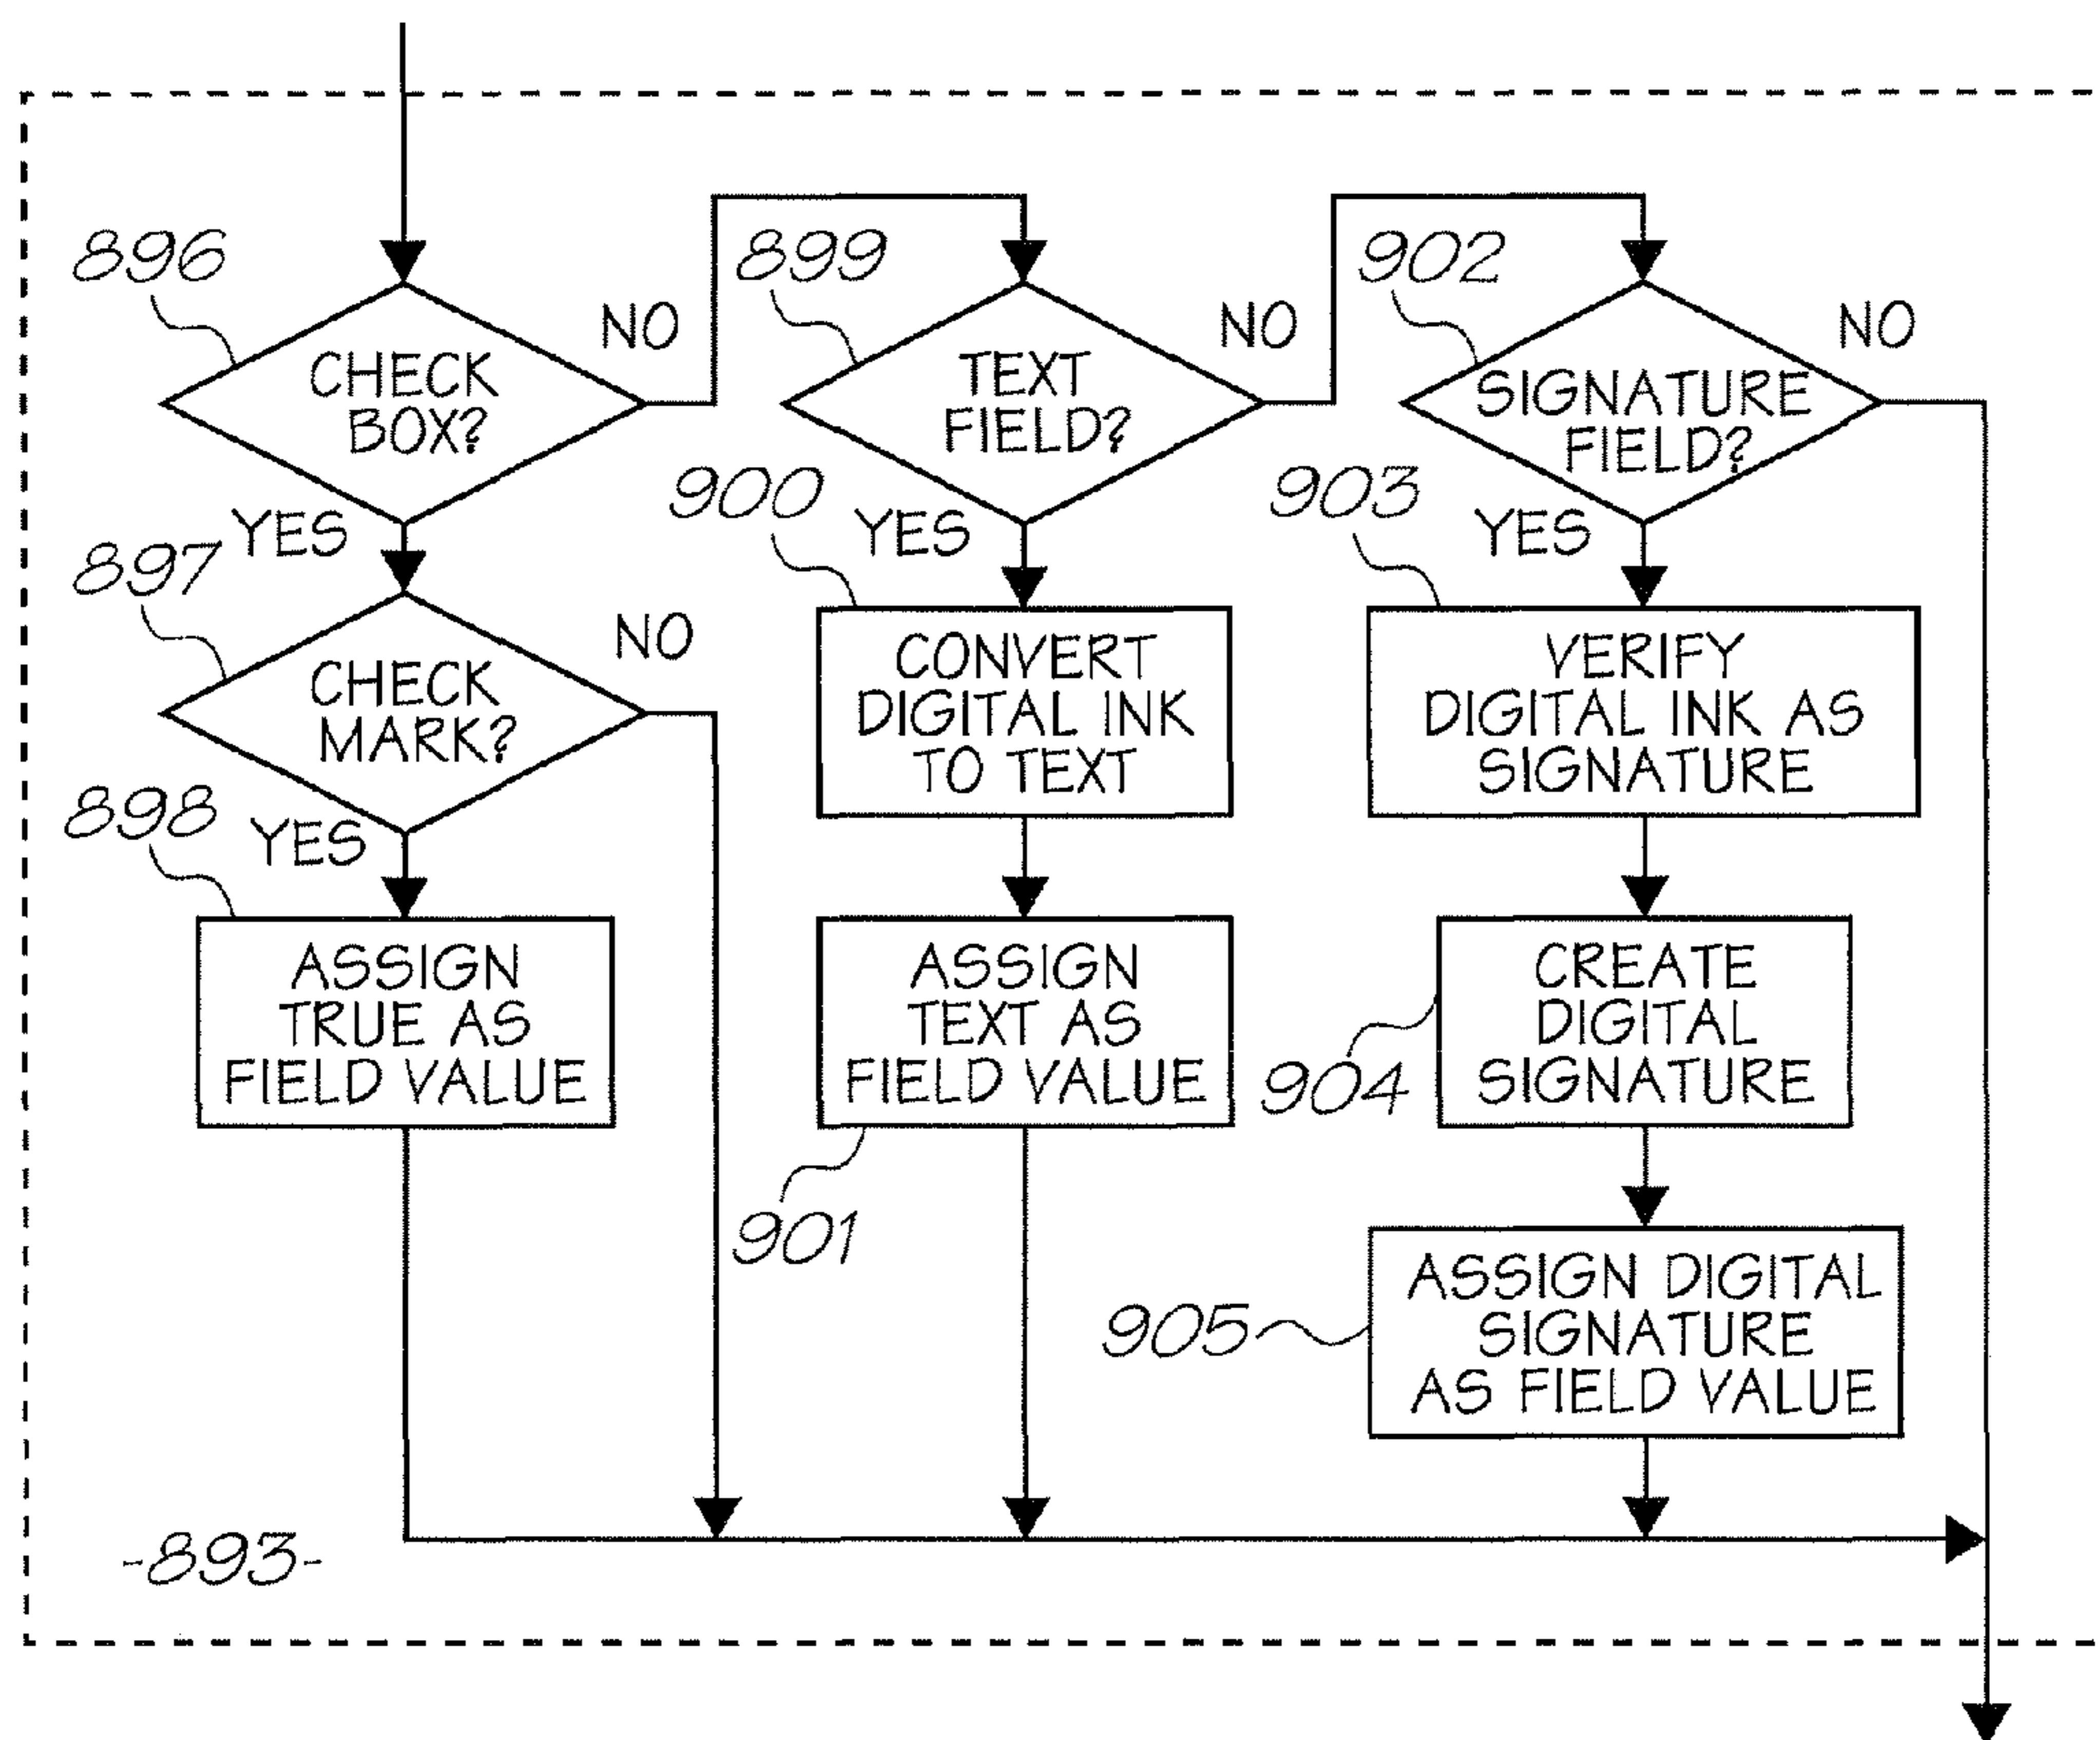 896
CHECK
BOX?
NO
YES
897
CHECK
MARK?
NO
YES
898
ASSIGN
TRUE AS
FIELD VALUE
899
TEXT
FIELD?
NO
YES
900
CONVERT
DIGITAL INK
TO TEXT
ASSIGN
TEXT AS
FIELD VALUE
901
902
SIGNATURE
FIELD?
NO
YES
903
VERIFY
DIGITAL INK AS
SIGNATURE
CREATE
DIGITAL
SIGNATURE
904
ASSIGN DIGITAL
SIGNATURE
AS FIELD VALUE
905
-893-